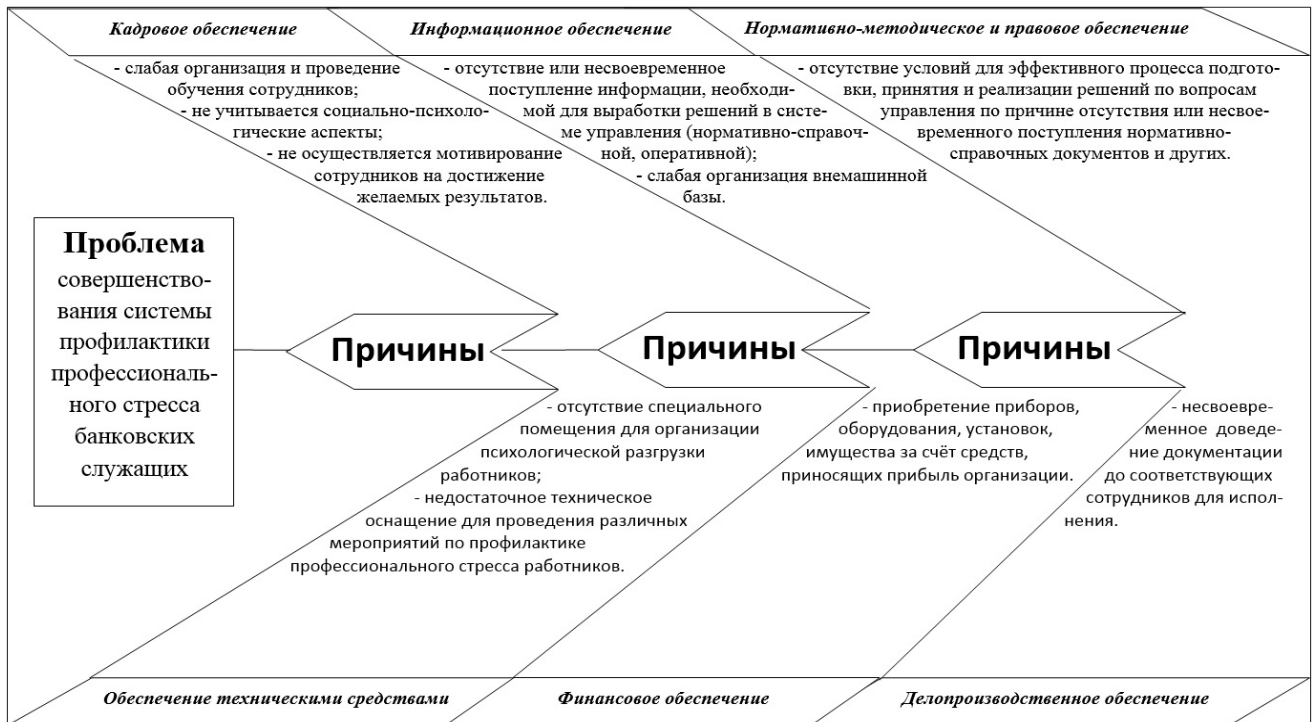 Кадровое обеспечение
Информационное обеспечение
Нормативно-методическое и правовое обеспечение
- слабая организация и проведение
обучения сотрудников;
- не учитывается социально-психоло-
гические аспекты;
- не осуществляется мотивирование
сотрудников на достижение
желаемых результатов.
- отсутствие или несвоевременное
поступление информации, необходи-
мой для выработки решений в систе-
ме управления (нормативно-справоч-
ной, оперативной);
- слабая организация внемашинной
базы.
- отсутствие условий для эффективного процесса подгото-
вки, принятия и реализации решений по вопросам
управления по причине отсутствия или несвое-
евременного поступления нормативно-
справочных документов и других.
Проблема
совершенство-
вания системы
профилактики
профессиональ-
ного стресса
банковских
служащих
Причины
Причины
Причины
- отсутствие специального
помещения для организации
психологической разгрузки
работников;
- недостаточное техническое
оснащение для проведения различных
мероприятий по профилактике
профессионального стресса работников.
- приобретение приборов,
оборудования, установок,
имущества за счёт средств,
приносящих прибыль организации.
- несвоевре-
менное доведе-
ние документации
до соответствующих
сотрудников для испол-
нения.
Обеспечение техническими средствами
Финансовое обеспечение
Делопроизводственное обеспечение